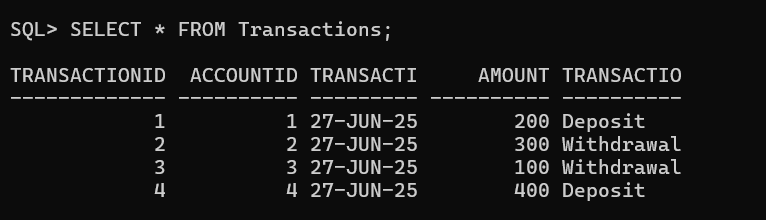 SQL> SELECT * FROM Transactions;
TRANSACTIONID  ACCOUNTID TRANSACTI     AMOUNT TRANSACTIO
------------- ---------- --------- ---------- ----------
            1          1 27-JUN-25        200 Deposit
            2          2 27-JUN-25        300 Withdrawal
            3          3 27-JUN-25        100 Withdrawal
            4          4 27-JUN-25        400 Deposit